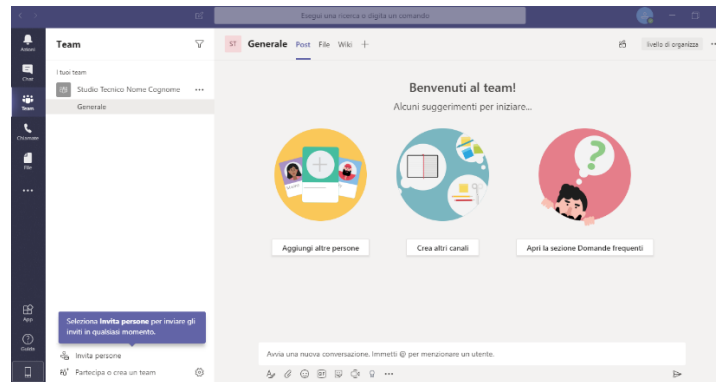 Esegui una ricerca o digita un comando.
Attività
Chat
Team
Chiamate
File
App
Guida
Team
I tuoi team
Studio Tecnico Nome Cognome
Generale
Seleziona Invita persone per inviare gli
inviti in qualsiasi momento.
Invita persone
Partecipa o crea un team
ST Generale Post File Wiki
livello di organizza
Benvenuti al team!
Alcuni suggerimenti per iniziare...
Aggiungi altre persone
Crea altri canali
Apri la sezione Domande frequenti
Avvia una nuova conversazione. Immetti @ per menzionare un utente.